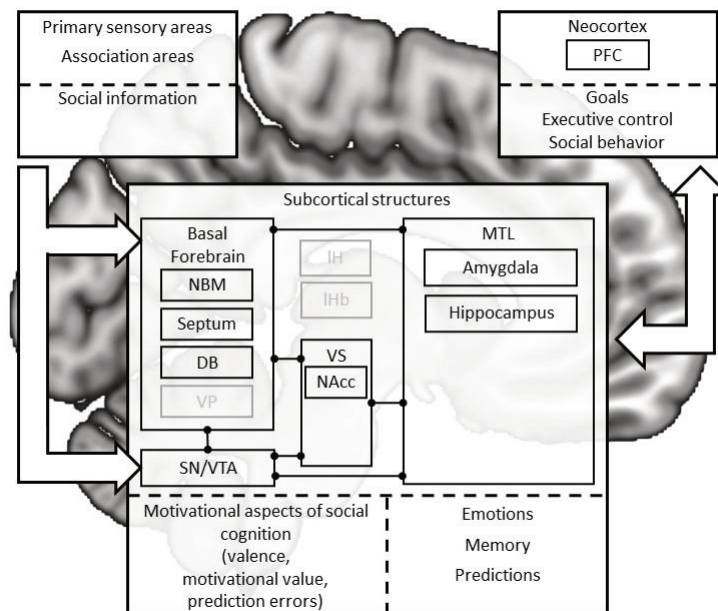 Primary sensory areas
Association areas
Social information
Neocortex
PFC
Goals
Executive control
Social behavior
Subcortical structures
Basal
Forebrain
NBM
Septum
DB
VP
SN/VTA
lH
lHb
VS
NAcc
MTL
Amygdala
Hippocampus
Motivational aspects of social
cognition
(valence,
motivational value,
prediction errors)
Emotions
Memory
Predictions